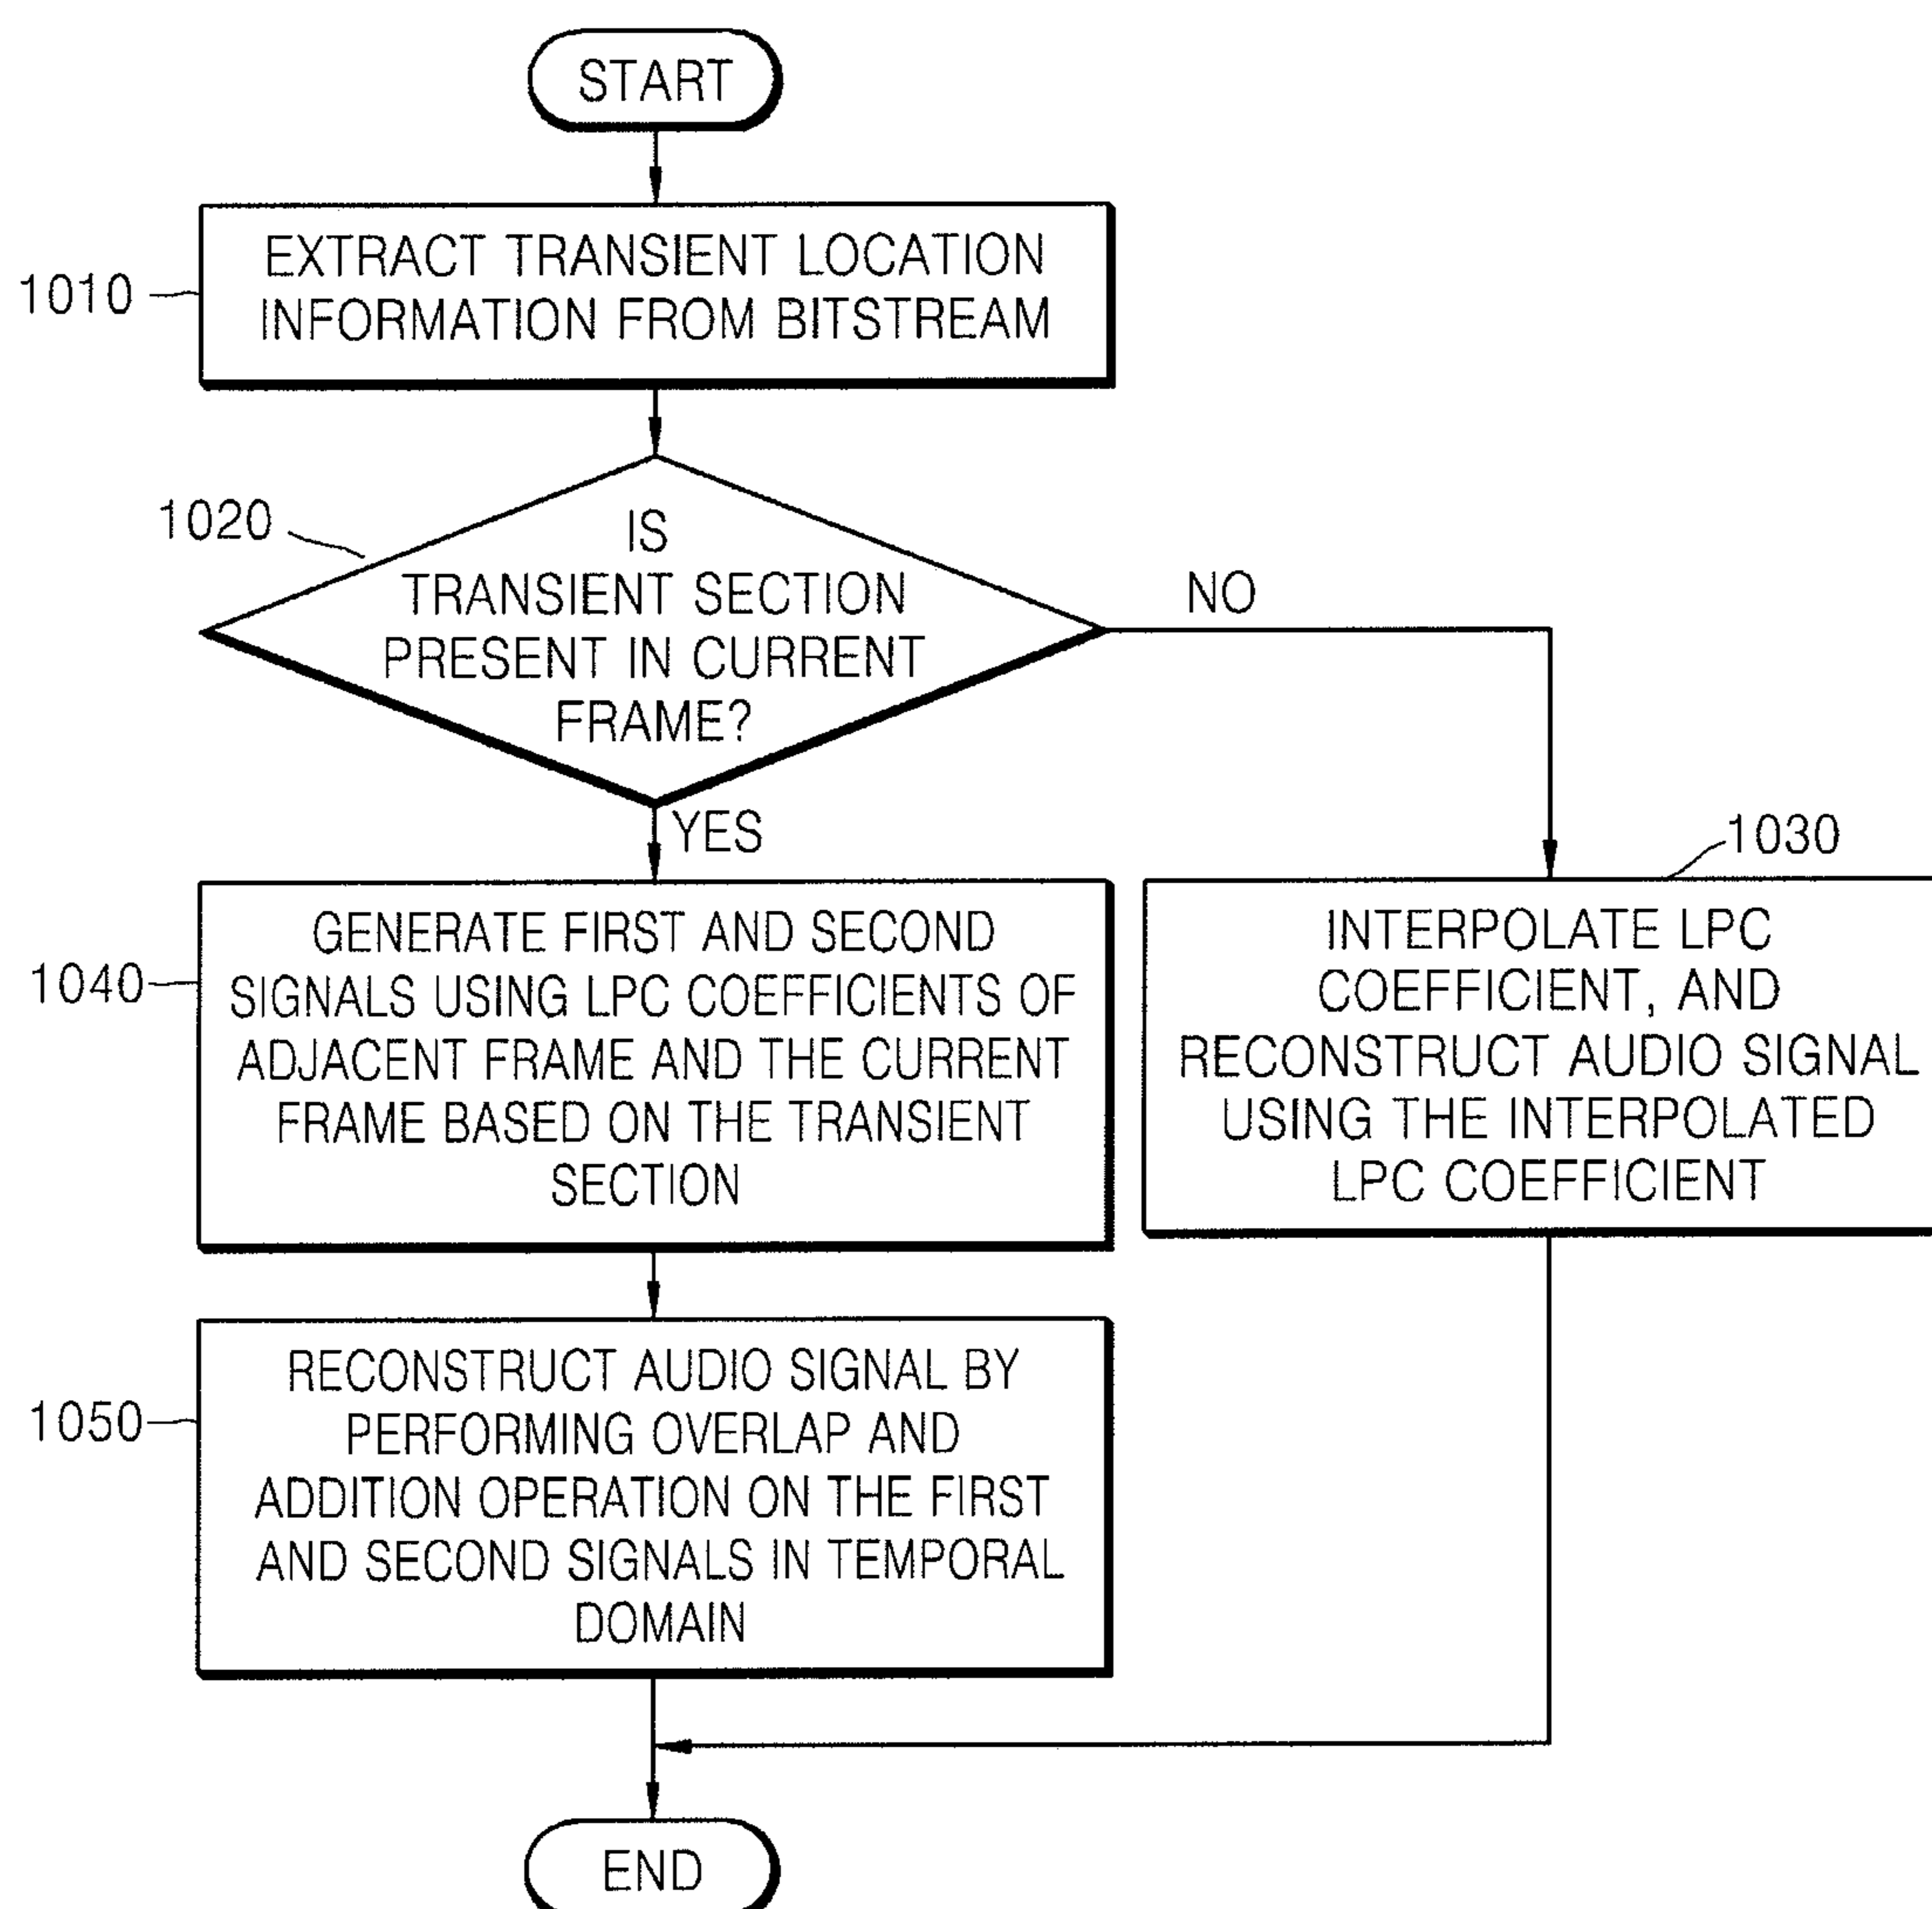 START
1010
EXTRACT TRANSIENT LOCATION
INFORMATION FROM BITSTREAM
1020
IS
TRANSIENT SECTION
PRESENT IN CURRENT
FRAME?
NO
YES
1040
GENERATE FIRST AND SECOND
SIGNALS USING LPC COEFFICIENTS OF
ADJACENT FRAME AND THE CURRENT
FRAME BASED ON THE TRANSIENT
SECTION
1030
INTERPOLATE LPC
COEFFICIENT, AND
RECONSTRUCT AUDIO SIGNAL
USING THE INTERPOLATED
LPC COEFFICIENT
1050
RECONSTRUCT AUDIO SIGNAL BY
PERFORMING OVERLAP AND
ADDITION OPERATION ON THE FIRST
AND SECOND SIGNALS IN TEMPORAL
DOMAIN
END